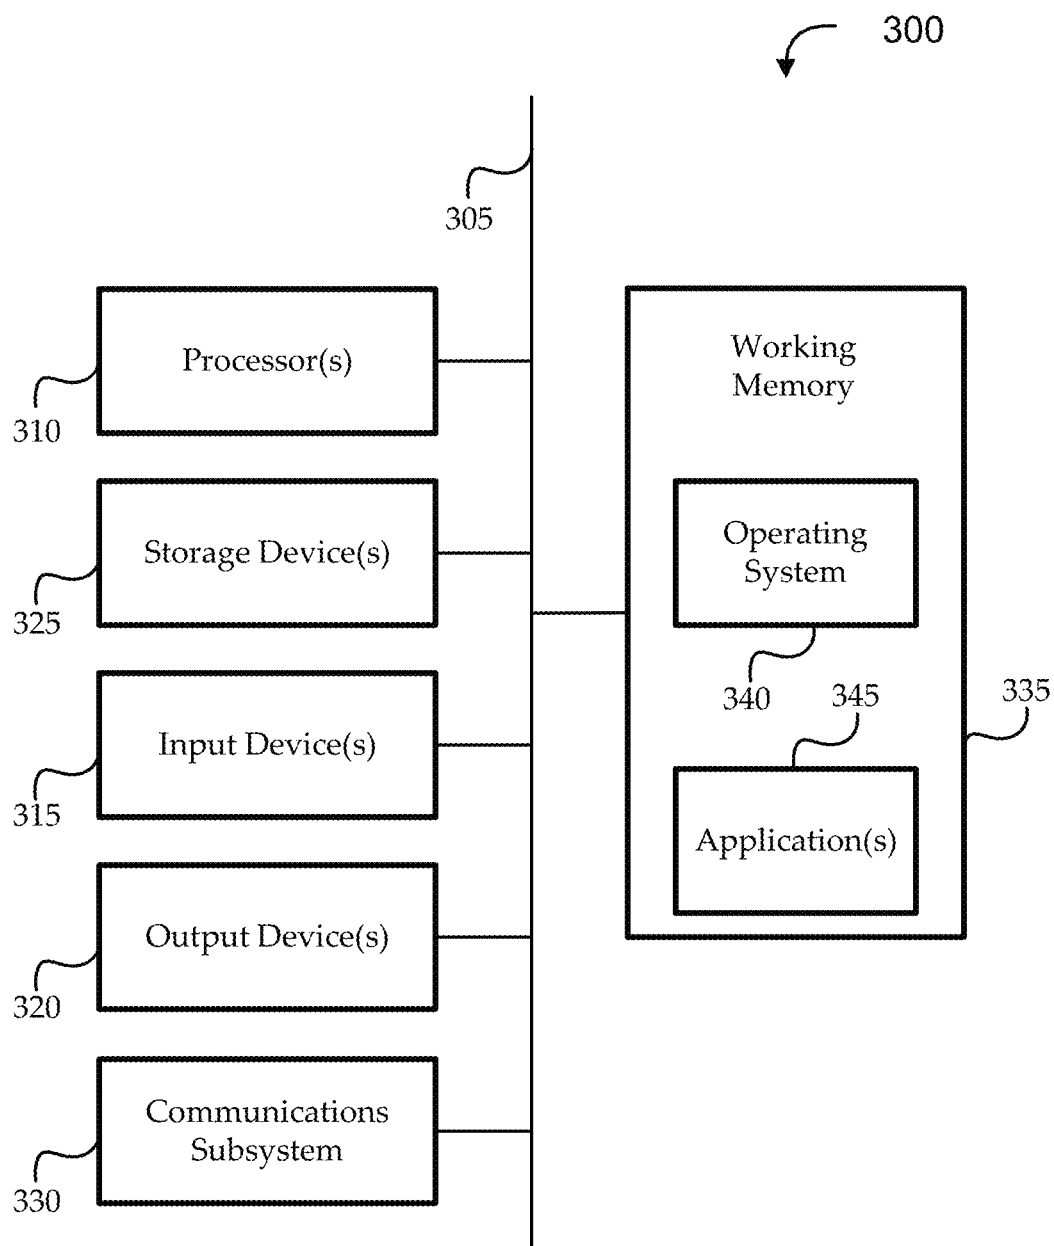 300
305
Processor(s)
310
Storage Device(s)
325
Input Device(s)
315
Output Device(s)
320
Communications
Subsystem
330
Working
Memory
Operating
System
340
345
335
Application(s)